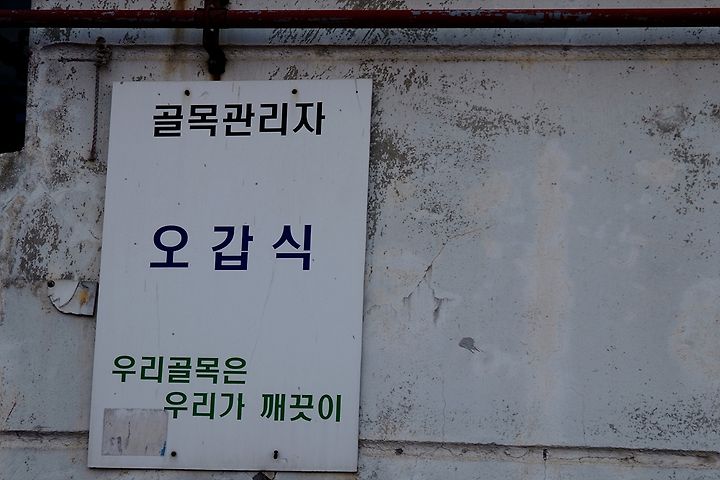 골목관리자
오갑식
우리골목은
우리가 깨끗이